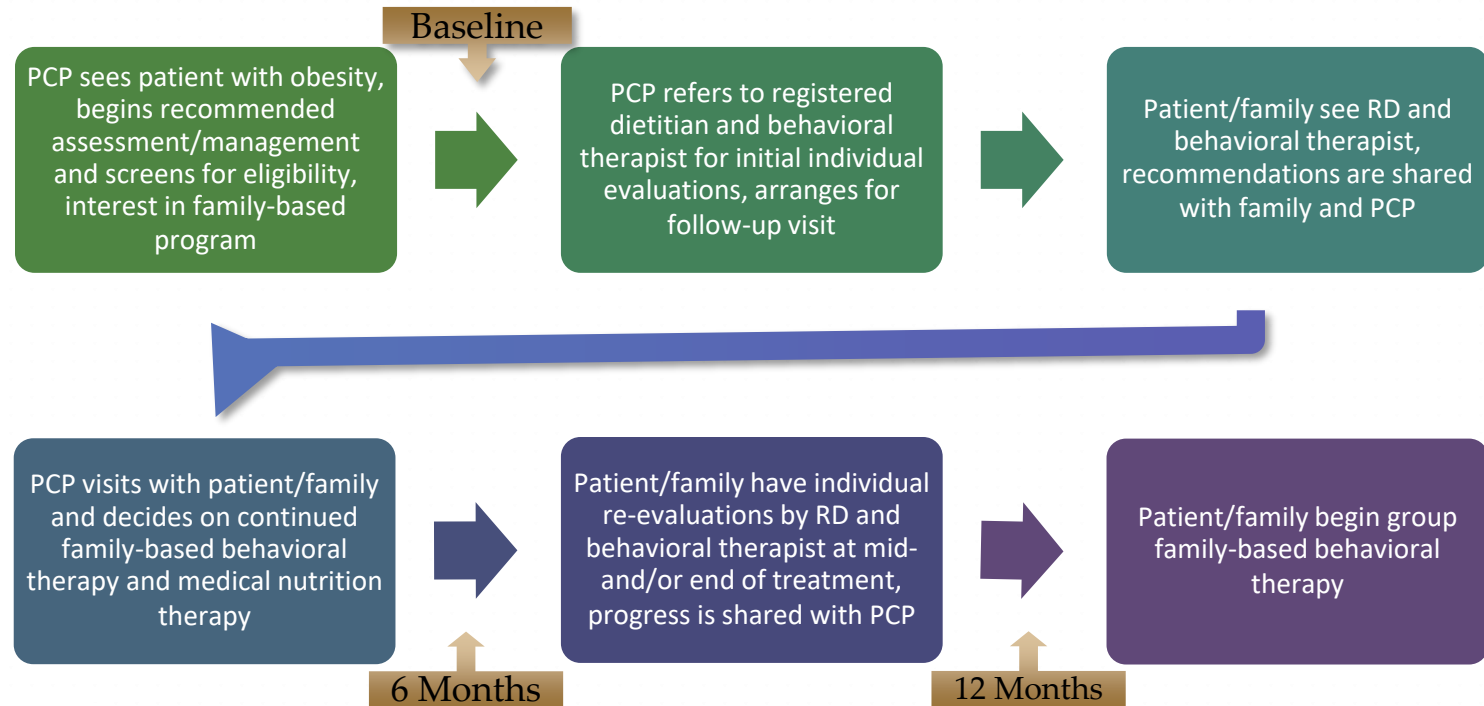 Baseline
PCP sees patient with obesity,
begins recommended
assessment/management
and screens for eligibility,
interest in family-based
program
PCP refers to registered
dietitian and behavioral
therapist for initial individual
evaluations, arranges for
follow-up visit
Patient/family see RD and
behavioral therapist,
recommendations are shared
with family and PCP
PCP visits with patient/family
and decides on continued
family-based behavioral
therapy and medical nutrition
therapy
Patient/family have individual
re-evaluations by RD and
behavioral therapist at mid-
and/or end of treatment,
progress is shared with PCP
Patient/family begin group
family-based behavioral
therapy
6 Months
12 Months